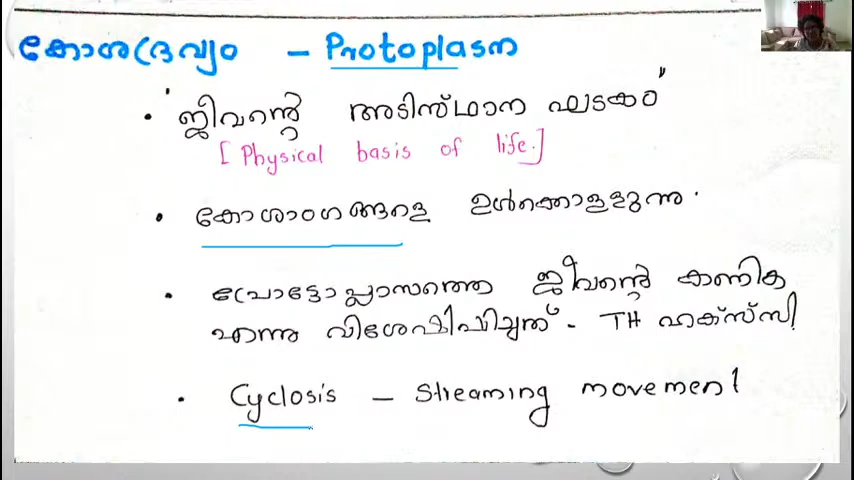 കോശദ്രവ്യം – Protoplasm
• 'ജീവന്റെ അടിസ്ഥാന ഘടകം'
[Physical basis of life.]
• കോശാംഗങ്ങളെ ഉൾക്കൊള്ളുന്നു.
• പ്രോട്ടോപ്ലാസത്തെ ജീവന്റെ കണിക
എന്നു വിശേഷിപ്പിച്ചത് - TH ഹക്സ്സി
• Cyclosis – Streaming movement